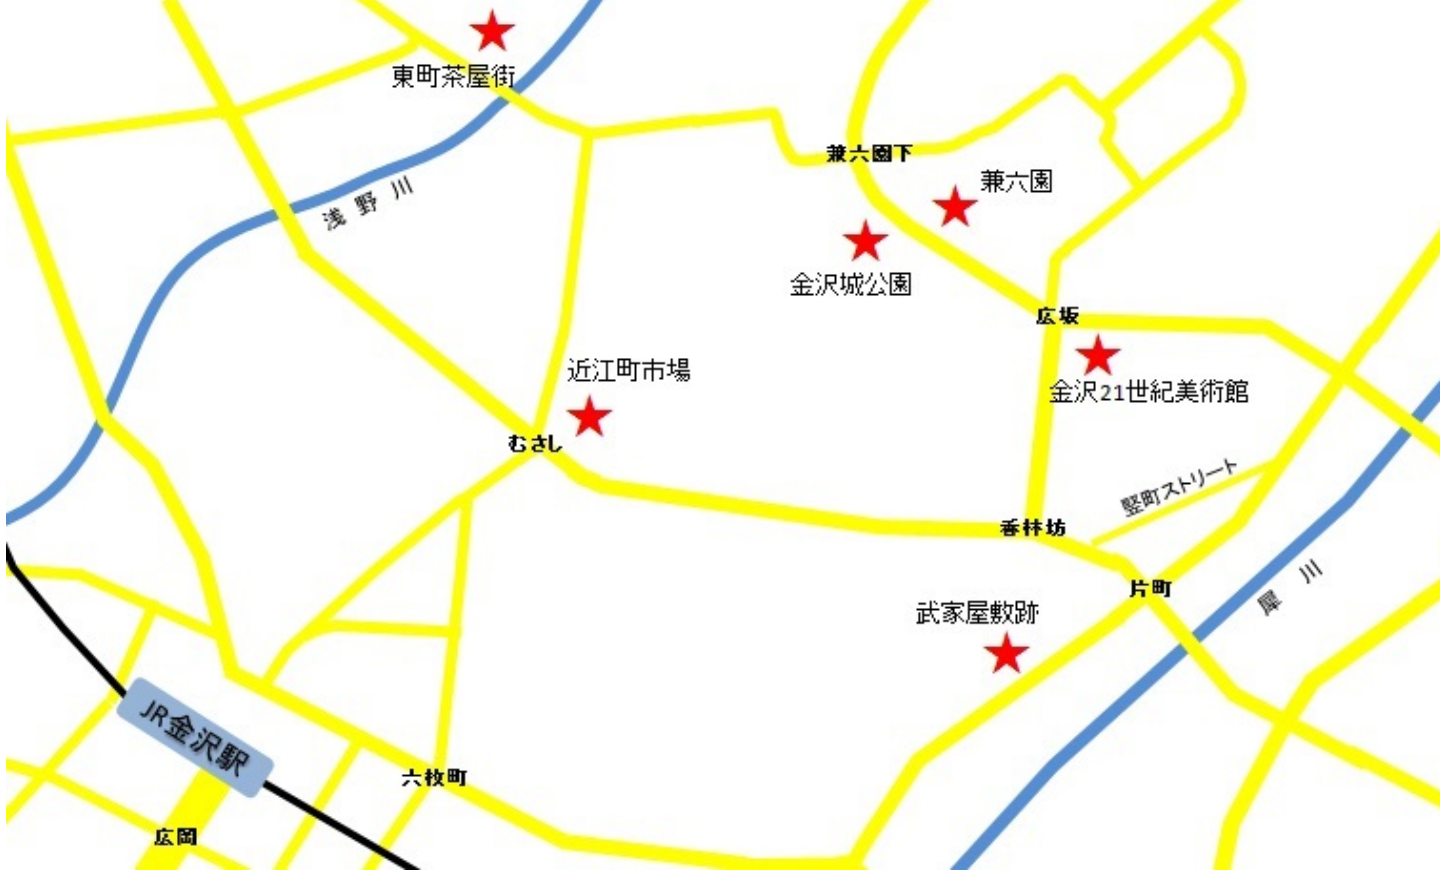 東町茶屋街
兼六園下
兼六園
浅野川
金沢城公園
広坂
近江町市場
金沢21世紀美術館
むさし
竪町ストリート
香林坊
片町
犀川
武家屋敷跡
JR金沢駅
六枚町
広岡